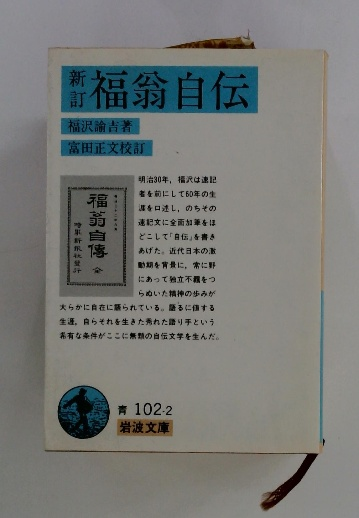 新訂 福翁自伝
福沢諭吉著
富田正文校訂
明治30年，福沢は速記
者を前にして60年の生
涯を口述し，のちその
速記文に全面加筆をほ
どこして「自伝」を書き
あげた。近代日本の激
動期を背景に，常に野
にあって独立不羈をつ
らぬいた精神の歩みが
大らかに自在に語られている。語るに値する
生涯，自らそれを生きた秀れた語り手という
希有な条件がここに無類の自伝文学を生んだ。
福翁自傳 全
時事新報社發行
青 102-2
岩波文庫